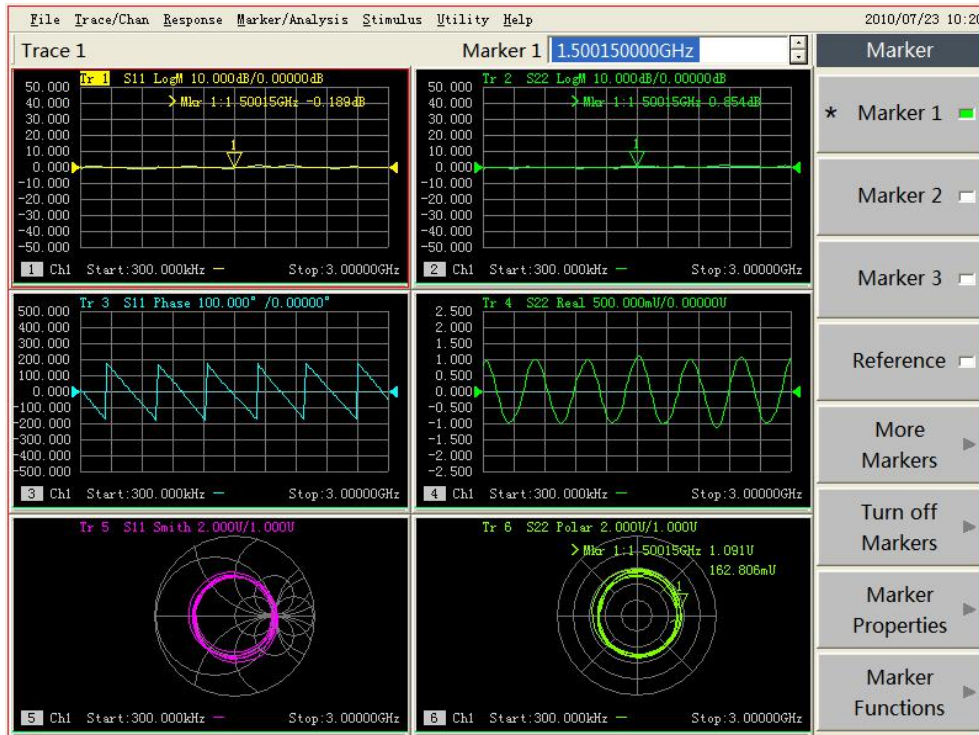 File Trace/Chan Response Marker/Analysis Stimulus Utility Help 2010/07/23 10:20
Trace 1 Marker 1 1.500150000GHz
Marker
* Marker 1
Marker 2
Marker 3
Reference
More Markers
Turn off Markers
Marker Properties
Marker Functions
Tr 1 S11 LogM 10.000dB/0.00000dB
>Mkr 1:1 50015GHz -0.189dB
50.000
40.000
30.000
20.000
10.000
0.000
-10.000
-20.000
-30.000
-40.000
-50.000
1
1 Ch1 Start:300.000kHz — Stop:3.00000GHz
Tr 2 S22 LogM 10.000dB/0.00000dB
>Mkr 1:1 50015GHz 0.854dB
50.000
40.000
30.000
20.000
10.000
0.000
-10.000
-20.000
-30.000
-40.000
-50.000
1
2 Ch1 Start:300.000kHz — Stop:3.00000GHz
Tr 3 S11 Phase 100.000° /0.00000°
500.000
400.000
300.000
200.000
100.000
0.000
-100.000
-200.000
-300.000
-400.000
-500.000
3 Ch1 Start:300.000kHz — Stop:3.00000GHz
Tr 4 S22 Real 500.000mU/0.00000U
2.500
2.000
1.500
1.000
0.500
0.000
-0.500
-1.000
-1.500
-2.000
-2.500
4 Ch1 Start:300.000kHz — Stop:3.00000GHz
Tr 5 S11 Smith 2.000U/1.000U
5 Ch1 Start:300.000kHz — Stop:3.00000GHz
Tr 6 S22 Polar 2.000U/1.000U
>Mkr 1:1 50015GHz 1.091U
162.806mU
1
6 Ch1 Start:300.000kHz — Stop:3.00000GHz